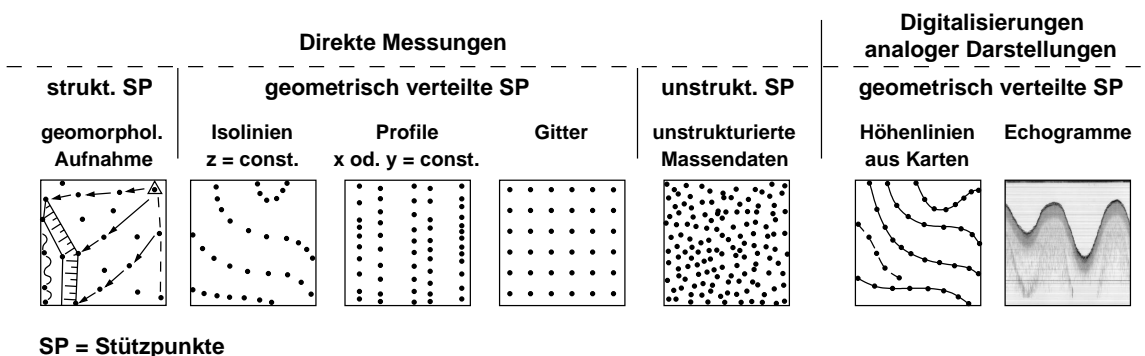 Direkte Messungen
Digitalisierungen
analoger Darstellungen
strukt. SP
geometrisch verteilte SP
unstrukt. SP
geometrisch verteilte SP
geomorphol.
Aufnahme
Isolinien
z = const.
Profile
x od. y = const.
Gitter
unstrukturierte
Massendaten
Höhenlinien
aus Karten
Echogramme
SP = Stützpunkte